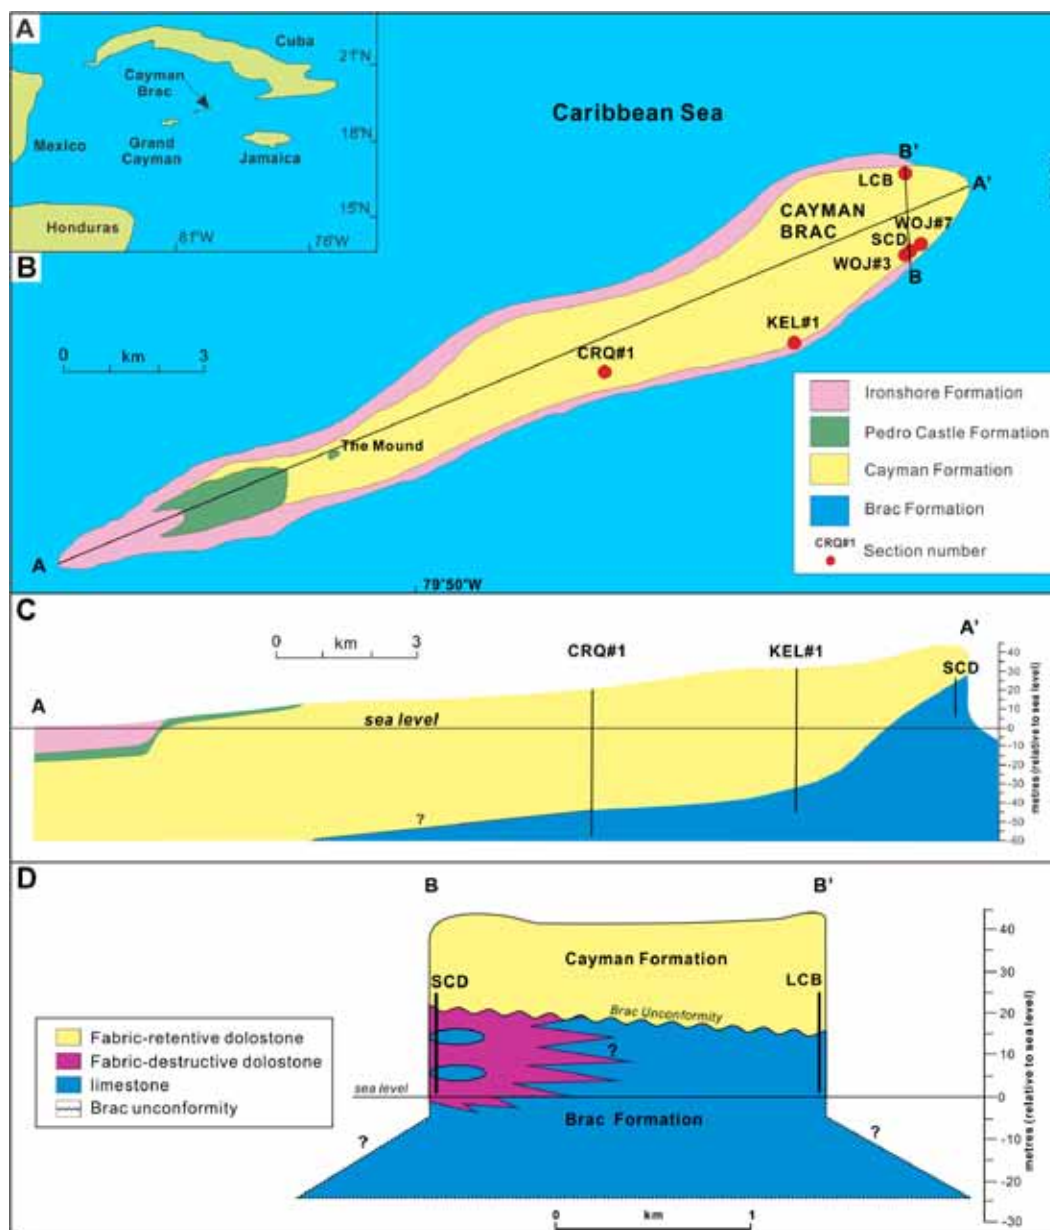 A
Cuba
21°N
Cayman
Brac
18°N
Mexico
Grand
Cayman
Jamaica
15°N
Honduras
81°W
78°W
Caribbean Sea
B
B'
LCB
A'
CAYMAN
BRAC
WOJ#7
SCD
WOJ#3
B
KEL#1
CRQ#1
0 km 3
The Mound
A
79°50"W
Ironshore Formation
Pedro Castle Formation
Cayman Formation
Brac Formation
CRQ#1 Section number
C
0 km 3
A'
CRQ#1
KEL#1
SCD
A
sea level
?
40
30
20
10
0
-10
-20
-30
-40
-50
-60
metres (relative to sea level)
D
B
B'
Cayman Formation
SCD
LCB
Brac Unconformity
?
sea level
Brac Formation
?
?
40
30
20
10
0
-10
-20
-30
metres (relative to sea level)
Fabric-retentive dolostone
Fabric-destructive dolostone
limestone
Brac unconformity
0 km 1